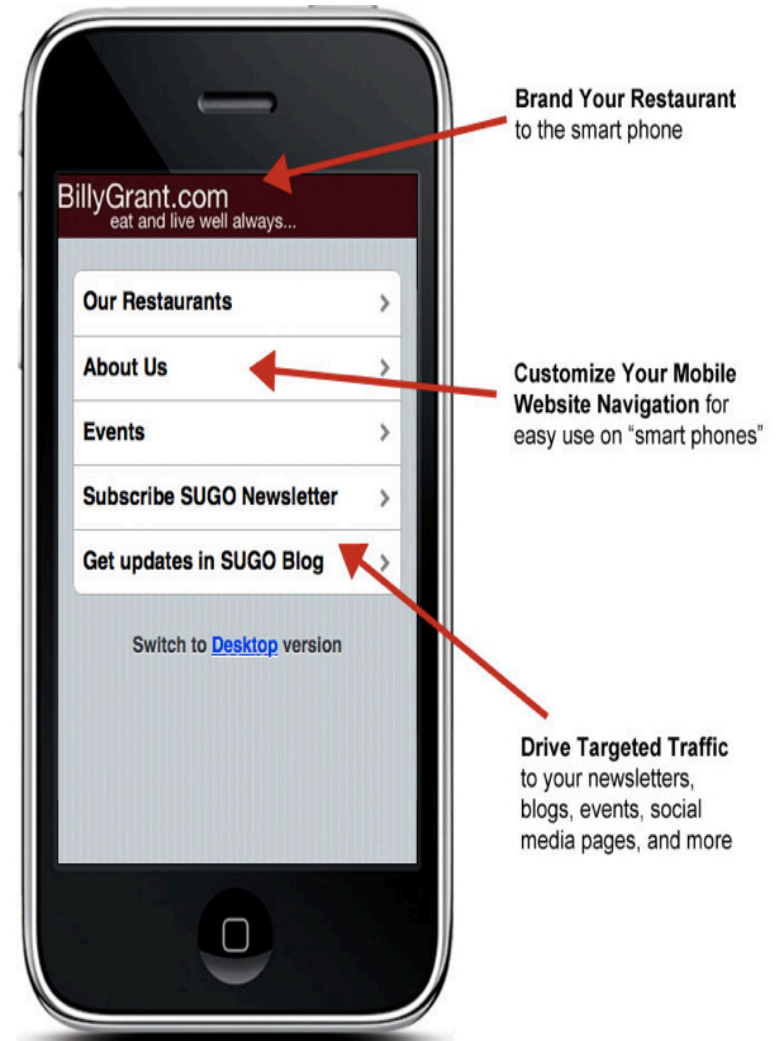 BillyGrant.com
eat and live well always...
Our Restaurants
About Us
Events
Subscribe SUGO Newsletter
Get updates in SUGO Blog
Switch to Desktop version
Brand Your Restaurant
to the smart phone
Customize Your Mobile
Website Navigation for
easy use on “smart phones”
Drive Targeted Traffic
to your newsletters,
blogs, events, social
media pages, and more